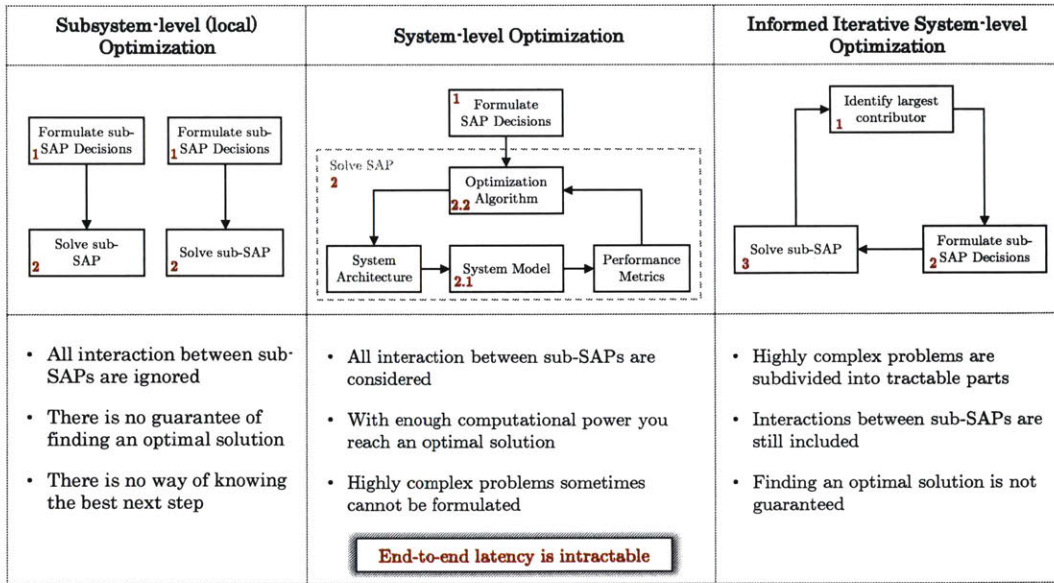 Subsystem-level (local)
Optimization
System-level Optimization
Informed Iterative System-level
Optimization
Formulate sub-
SAP Decisions
1
Formulate sub-
SAP Decisions
1
Solve sub-
SAP
2
Solve sub-SAP
2
1
Formulate
SAP Decisions
Solve SAP
2
Optimization
Algorithm
2.2
System
Architecture
System Model
2.1
Performance
Metrics
Identify largest
contributor
1
Solve sub-SAP
3
Formulate sub-
SAP Decisions
2
• All interaction between sub-
SAPs are ignored
• There is no guarantee of
finding an optimal solution
• There is no way of knowing
the best next step
• All interaction between sub-SAPs are
considered
• With enough computational power you
reach an optimal solution
• Highly complex problems sometimes
cannot be formulated
End-to-end latency is intractable
• Highly complex problems are
subdivided into tractable parts
• Interactions between sub-SAPs are
still included
• Finding an optimal solution is not
guaranteed